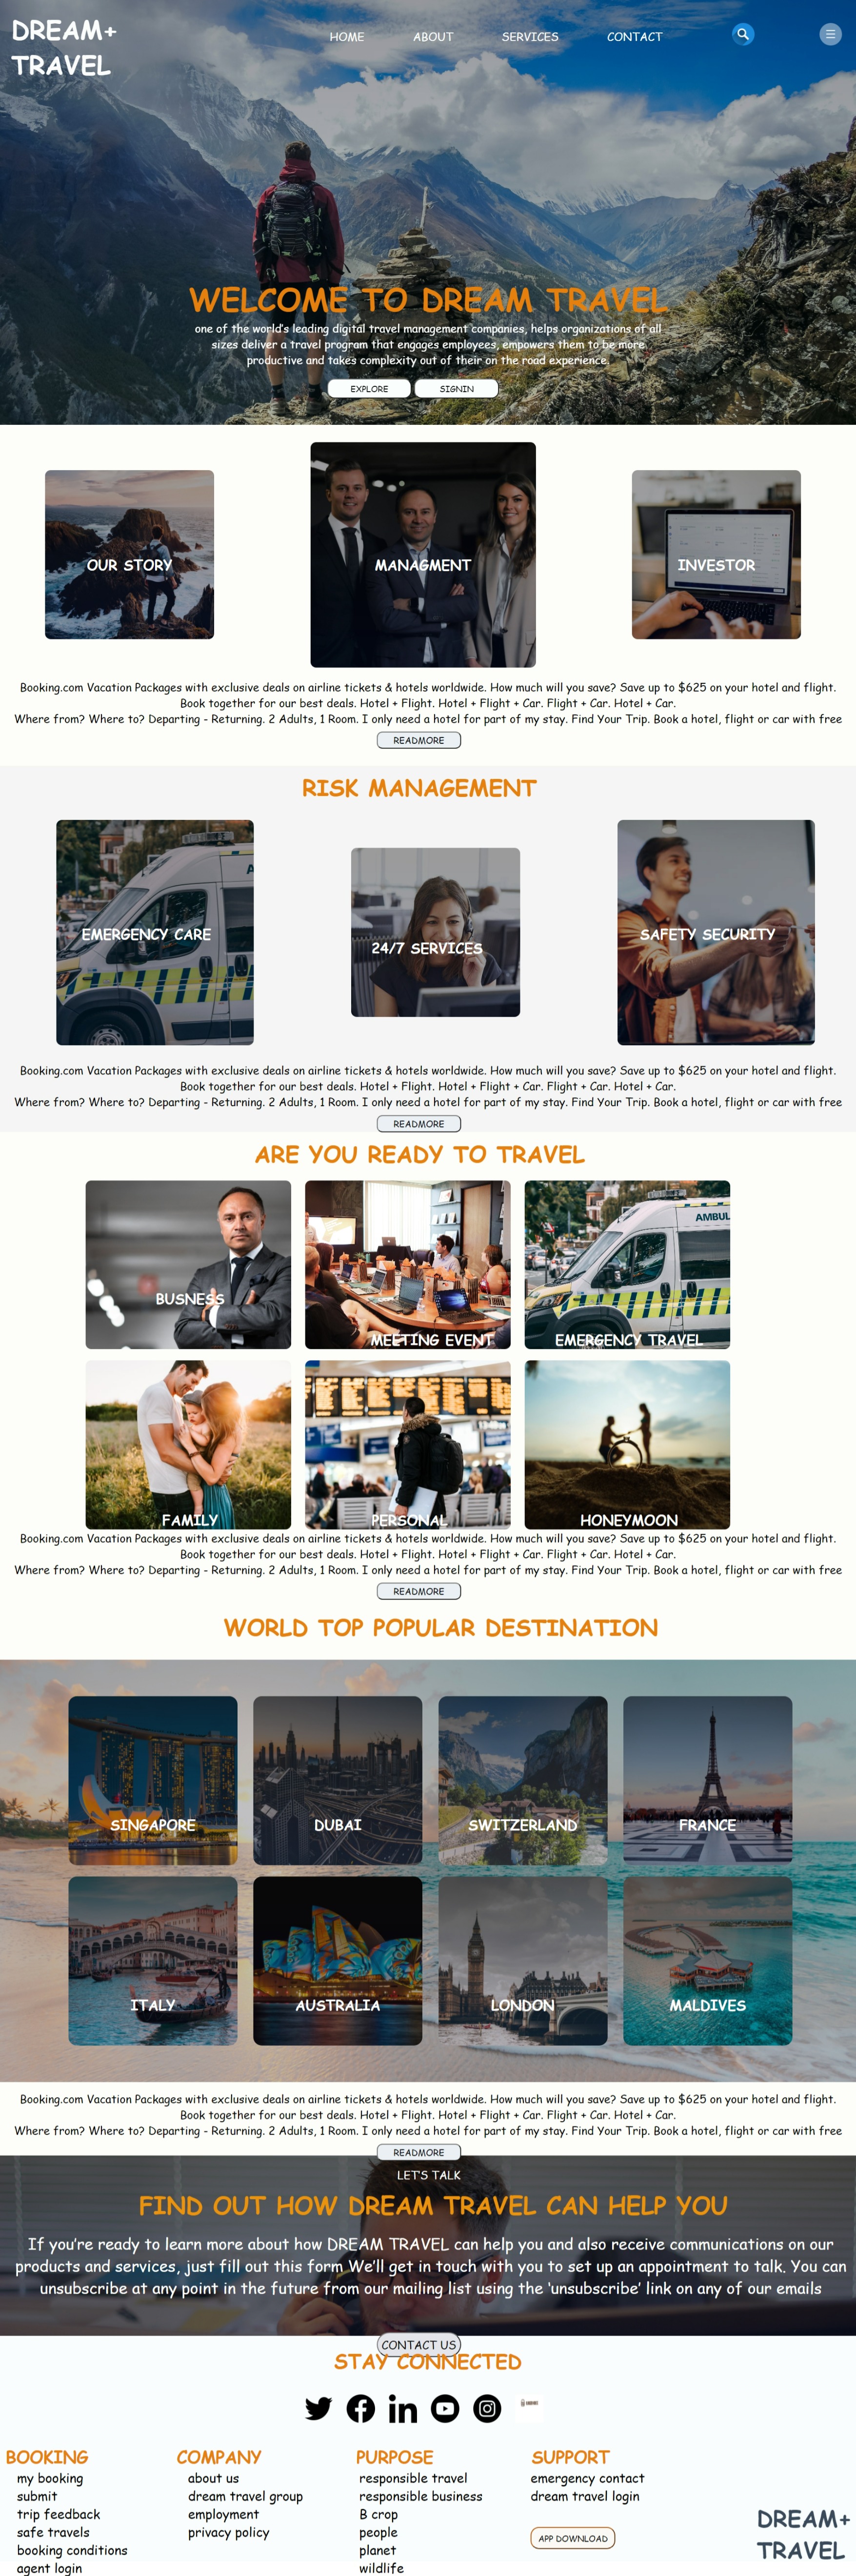 DREAM+
TRAVEL
HOME ABOUT SERVICES CONTACT
WELCOME TO DREAM TRAVEL
one of the world's leading digital travel management companies, helps organizations of all
sizes deliver a travel program that engages employees, empowers them to be more
productive and takes complexity out of their on the road experience.
EXPLORE SIGNIN
OUR STORY MANAGMENT INVESTOR
Booking.com Vacation Packages with exclusive deals on airline tickets & hotels worldwide. How much will you save? Save up to $625 on your hotel and flight.
Book together for our best deals. Hotel + Flight. Hotel + Flight + Car. Flight + Car. Hotel + Car.
Where from? Where to? Departing - Returning. 2 Adults, 1 Room. I only need a hotel for part of my stay. Find Your Trip. Book a hotel, flight or car with free
READMORE
RISK MANAGEMENT
EMERGENCY CARE 24/7 SERVICES SAFETY SECURITY
Booking.com Vacation Packages with exclusive deals on airline tickets & hotels worldwide. How much will you save? Save up to $625 on your hotel and flight.
Book together for our best deals. Hotel + Flight. Hotel + Flight + Car. Flight + Car. Hotel + Car.
Where from? Where to? Departing - Returning. 2 Adults, 1 Room. I only need a hotel for part of my stay. Find Your Trip. Book a hotel, flight or car with free
READMORE
ARE YOU READY TO TRAVEL
AMBUL
BUSNESS MEETING EVENT EMERGENCY TRAVEL
FAMILY PERSONAL HONEYMOON
Booking.com Vacation Packages with exclusive deals on airline tickets & hotels worldwide. How much will you save? Save up to $625 on your hotel and flight.
Book together for our best deals. Hotel + Flight. Hotel + Flight + Car. Flight + Car. Hotel + Car.
Where from? Where to? Departing - Returning. 2 Adults, 1 Room. I only need a hotel for part of my stay. Find Your Trip. Book a hotel, flight or car with free
READMORE
WORLD TOP POPULAR DESTINATION
SINGAPORE DUBAI SWITZERLAND FRANCE
ITALY AUSTRALIA LONDON MALDIVES
Booking.com Vacation Packages with exclusive deals on airline tickets & hotels worldwide. How much will you save? Save up to $625 on your hotel and flight.
Book together for our best deals. Hotel + Flight. Hotel + Flight + Car. Flight + Car. Hotel + Car.
Where from? Where to? Departing - Returning. 2 Adults, 1 Room. I only need a hotel for part of my stay. Find Your Trip. Book a hotel, flight or car with free
READMORE
LET'S TALK
FIND OUT HOW DREAM TRAVEL CAN HELP YOU
If you're ready to learn more about how DREAM TRAVEL can help you and also receive communications on our
products and services, just fill out this form We'll get in touch with you to set up an appointment to talk. You can
unsubscribe at any point in the future from our mailing list using the 'unsubscribe' link on any of our emails
CONTACT US
STAY CONNECTED
BOOKING
my booking
submit
trip feedback
safe travels
booking conditions
agent login
COMPANY
about us
dream travel group
employment
privacy policy
PURPOSE
responsible travel
responsible business
B crop
people
planet
wildlife
SUPPORT
emergency contact
dream travel login
APP DOWNLOAD
DREAM+
TRAVEL